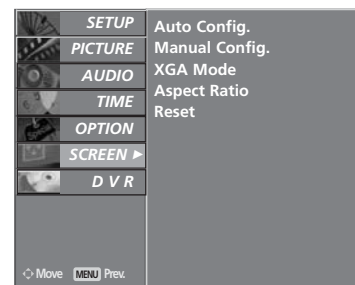 SETUP
PICTURE
AUDIO
TIME
OPTION
SCREEN ►
D V R
Move MENU Prev.
Auto Config.
Manual Config.
XGA Mode
Aspect Ratio
Reset